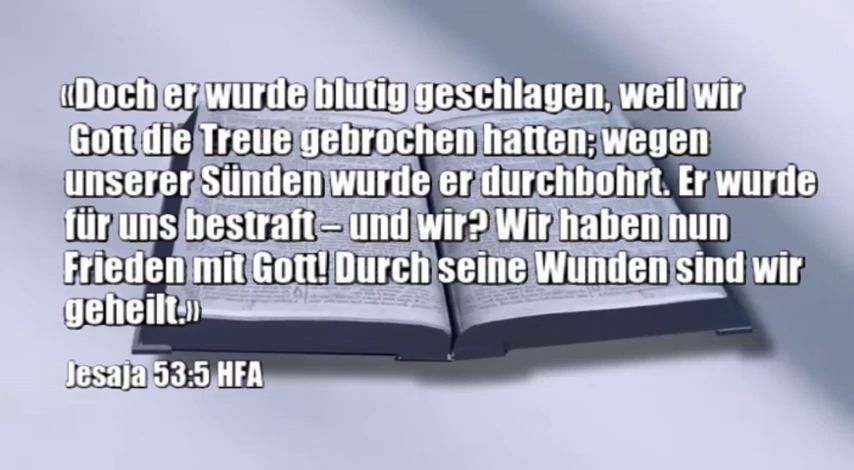 «Doch er wurde blutig geschlagen, weil wir
Gott die Treue gebrochen hatten; wegen
unserer Sünden wurde er durchbohrt. Er wurde
für uns bestraft – und wir? Wir haben nun
Frieden mit Gott! Durch seine Wunden sind wir
geheilt.»
Jesaja 53:5 HFA